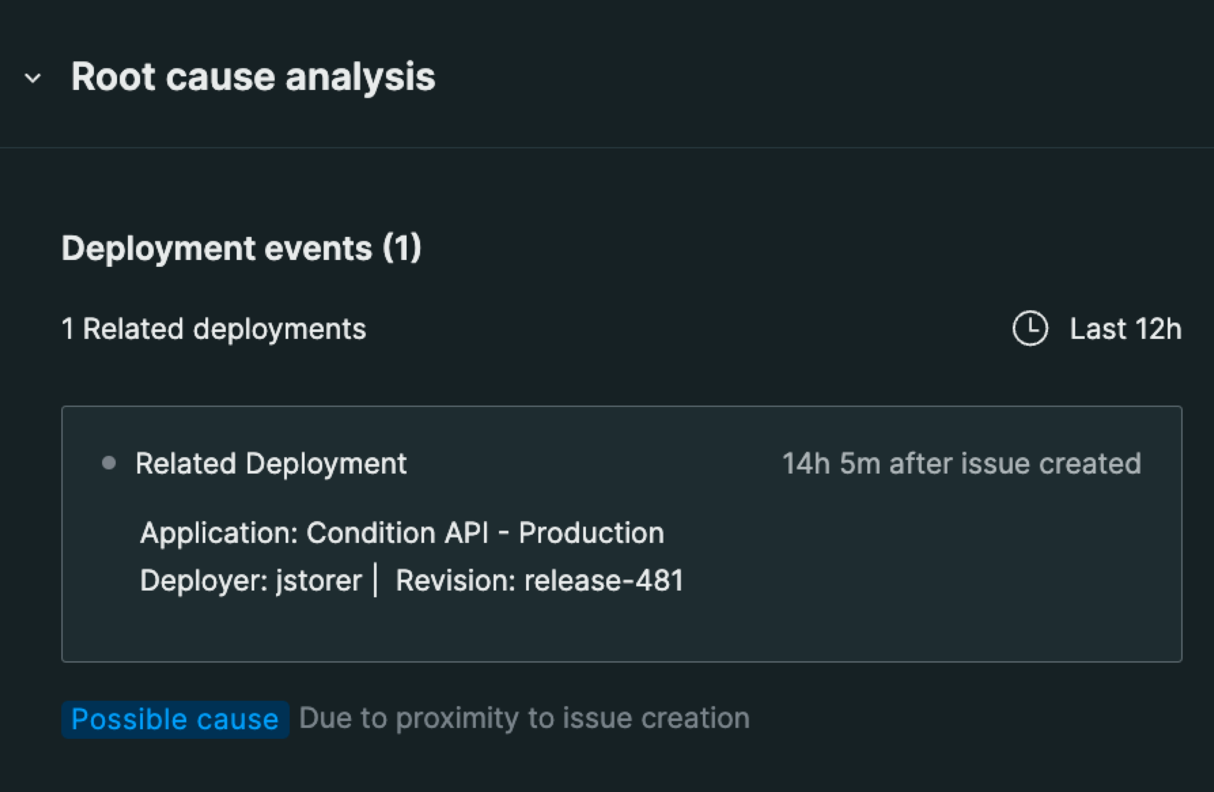 Root cause analysis
Deployment events (1)
1 Related deployments
Last 12h
Related Deployment
14h 5m after issue created
Application: Condition API - Production
Deployer: jstorer | Revision: release-481
Possible cause Due to proximity to issue creation